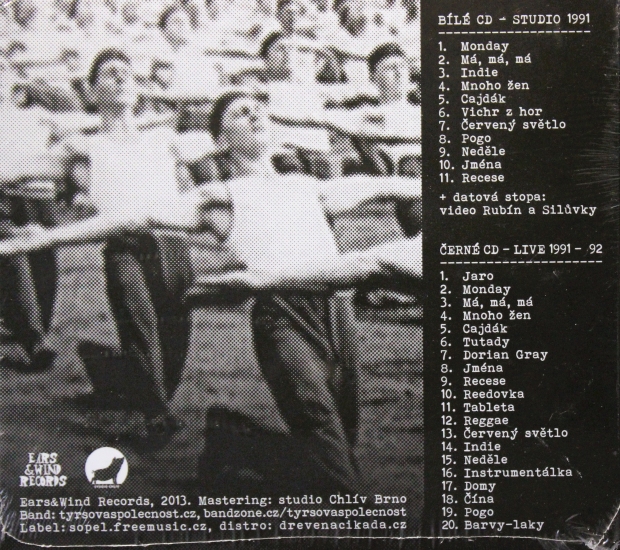 BÍLÉ CD - STUDIO 1991
1. Monday
2. Má, má, má
3. Indie
4. Mnoho žen
5. Cajdák
6. Vichr z hor
7. Červený světlo
8. Pogo
9. Neděle
10. Jména
11. Recese
+ datová stopa:
video Rubín a Silůvky
ČERNÉ CD - LIVE 1991 - 92
1. Jaro
2. Monday
3. Má, má, má
4. Mnoho žen
5. Cajdák
6. Tutady
7. Dorian Gray
8. Jména
9. Recese
10. Reedovka
11. Tableta
12. Reggae
13. Červený světlo
14. Indie
15. Neděle
16. Instrumentálka
17. Domy
18. Čína
19. Pogo
20. Barvy-laky
EARS
&WIND
RECORDS
Ears&Wind Records, 2013. Mastering: studio Chlív Brno
Band: tyrsovaspolecnost.cz, bandzone.cz/tyrsovaspolecnost
Label: sopel.freemusic.cz, distro: drevenacikada.cz